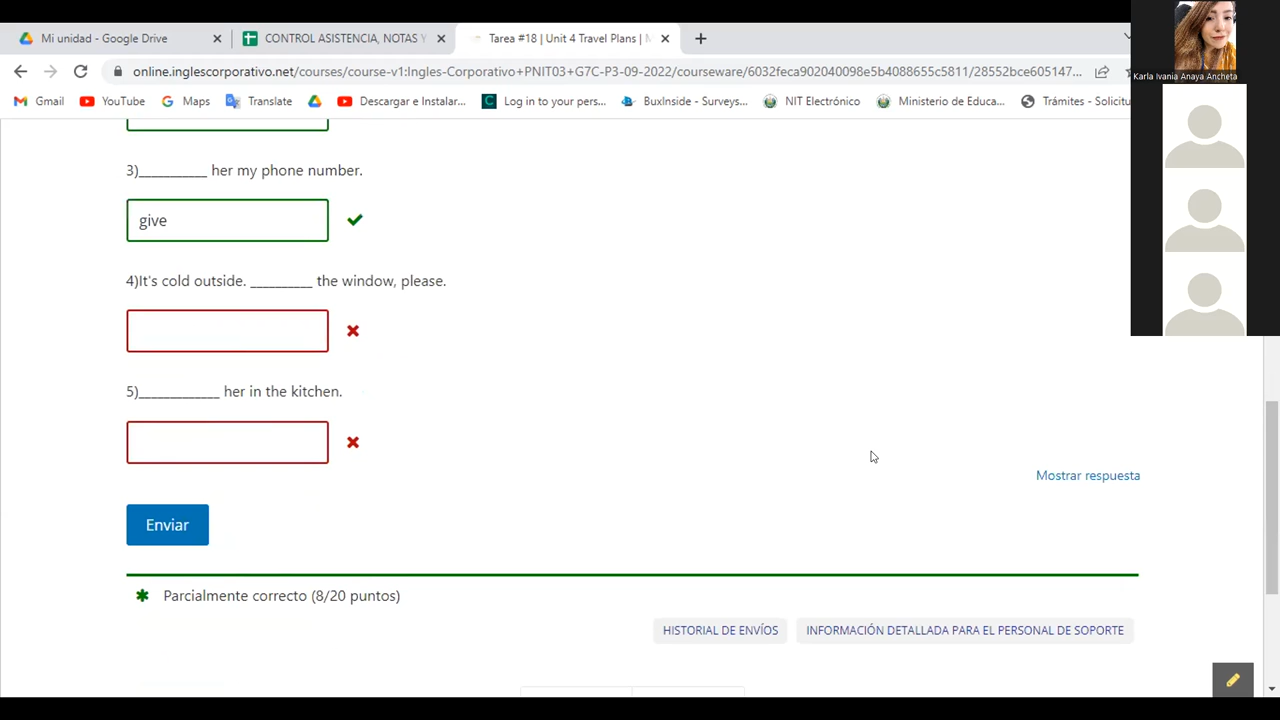 Mi unidad - Google Drive
CONTROL ASISTENCIA, NOTAS Y
Tarea #18 | Unit 4 Travel Plans |
online.inglescorporativo.net/courses/course-v1:Ingles-Corporativo+PNIT03+G7C-P3-09-2022/courseware/6032feca902040098e5b4088655c5811/28552bce605147...
Gmail
YouTube
Maps
Translate
Descargar e Instalar...
Log in to your pers...
BuxInside - Surveys...
NIT Electrónico
Ministerio de Educa...
Trámites - Solicitu
Karla Ivania Anaya Ancheta
3)___________ her my phone number.
give
4)It's cold outside. __________ the window, please.
5)_____________ her in the kitchen.
Mostrar respuesta
Enviar
Parcialmente correcto (8/20 puntos)
HISTORIAL DE ENVÍOS
INFORMACIÓN DETALLADA PARA EL PERSONAL DE SOPORTE